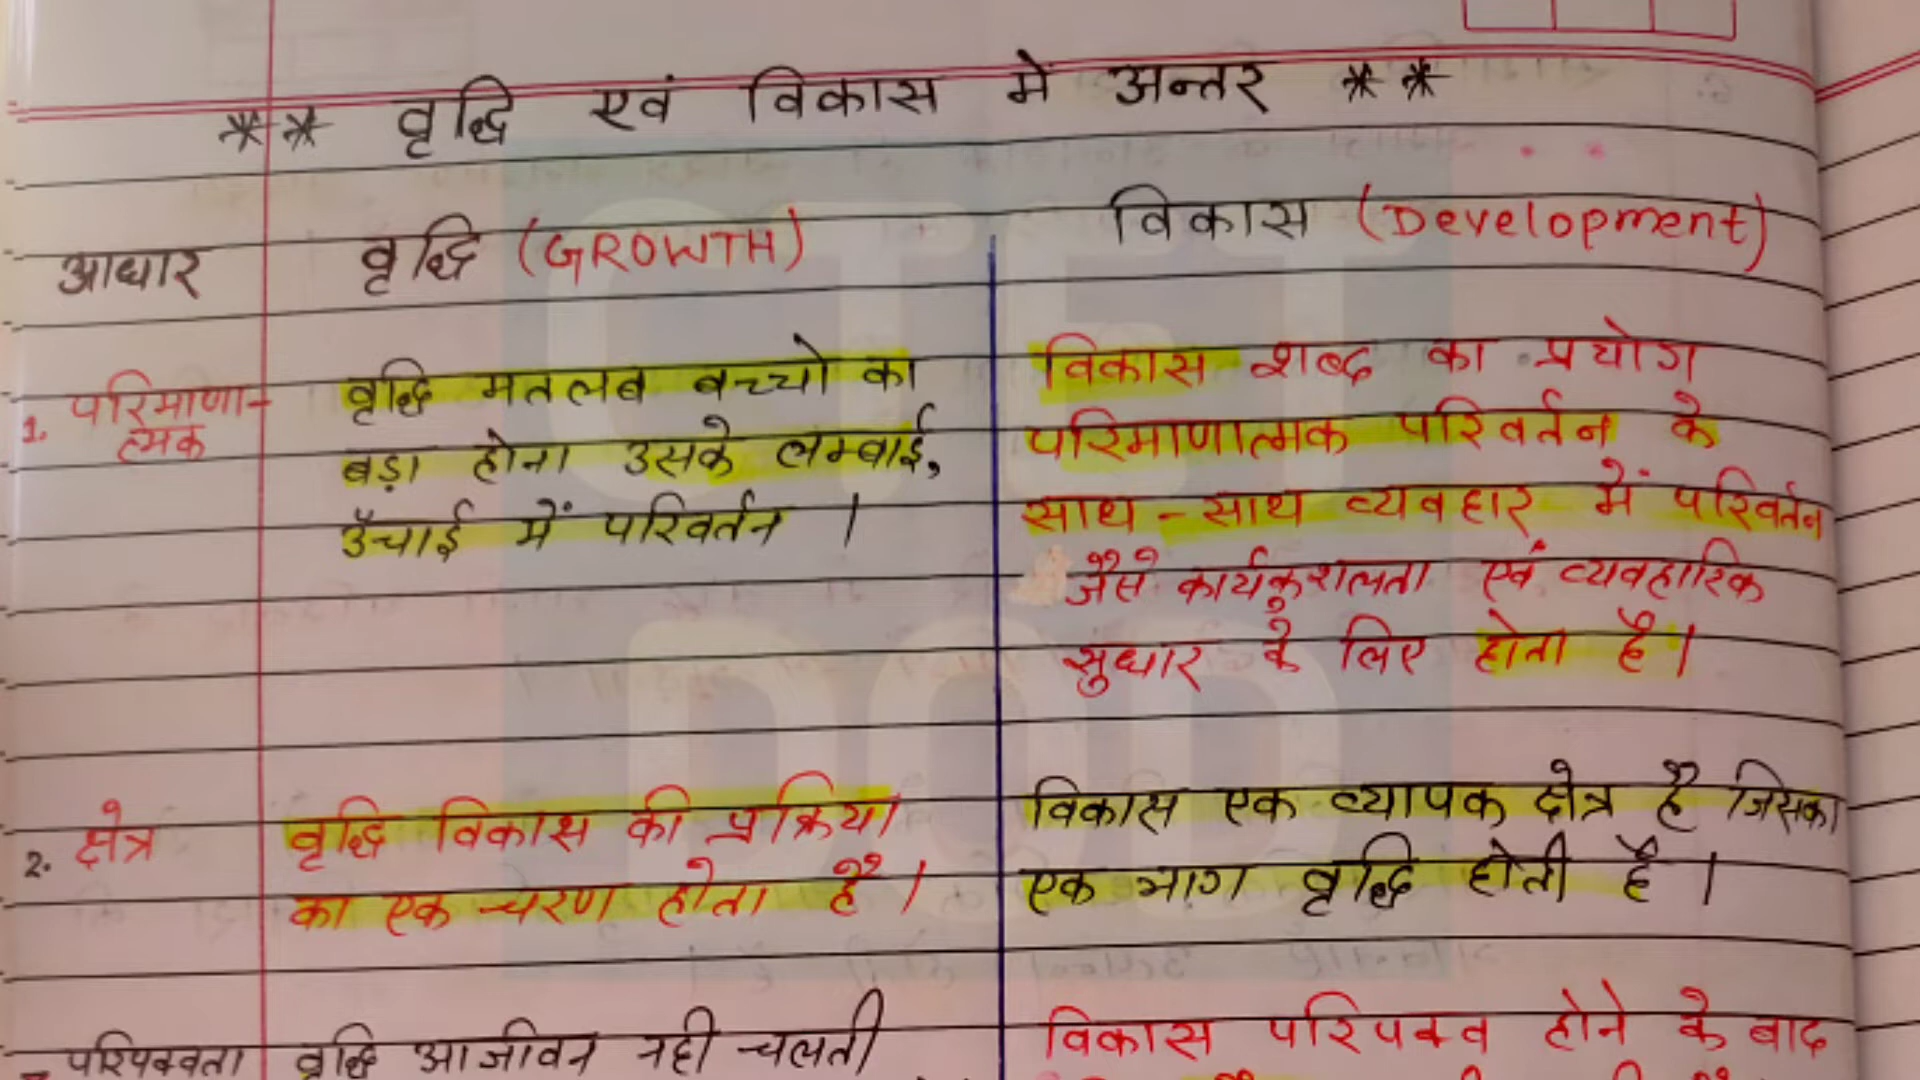 ** वृद्धि एवं विकास में अन्तर **
आधार वृद्धि (GROWTH) विकास (Development)
1. परिमाणा-
त्मक
वृद्धि मतलब बच्चो का
बड़ा होना उसके लम्बाई,
ऊँचाई में परिवर्तन ।
विकास शब्द का प्रयोग
परिमाणात्मक परिवर्तन के
साथ-साथ व्यवहार में परिवर्तन
जैसे कार्यकुशलता एवं व्यवहारिक
सुधार के लिए होता है ।
2. क्षेत्र
वृद्धि विकास की प्रक्रिया
का एक चरण होता है ।
विकास एक व्यापक क्षेत्र है जिसका
एक भाग वृद्धि होती है ।
परिपक्वता
वृद्धि आजीवन नही चलती
विकास परिपक्व होने के बाद
CTET
DOD